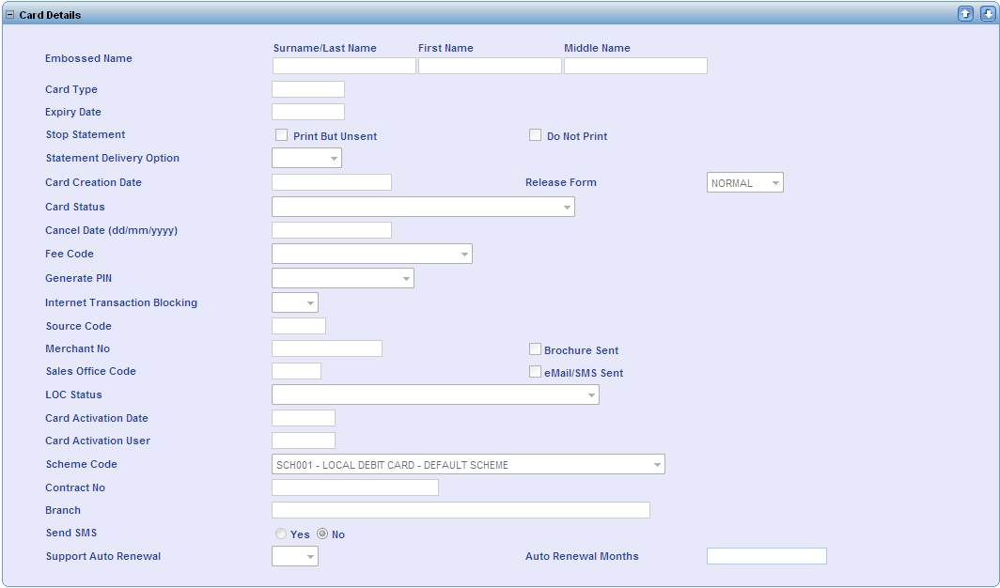 Card Details
Surname/Last Name First Name Middle Name
Embossed Name
Card Type
Expiry Date
Stop Statement Print But Unsent Do Not Print
Statement Delivery Option
Card Creation Date Release Form NORMAL
Card Status
Cancel Date (dd/mm/yyyy)
Fee Code
Generate PIN
Internet Transaction Blocking
Source Code
Merchant No Brochure Sent
Sales Office Code eMail/SMS Sent
LOC Status
Card Activation Date
Card Activation User
Scheme Code SCH001 - LOCAL DEBIT CARD - DEFAULT SCHEME
Contract No
Branch
Send SMS Yes No
Support Auto Renewal Auto Renewal Months